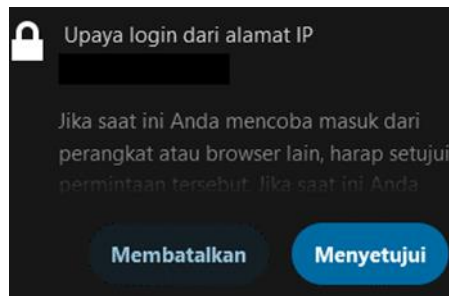 Upaya login dari alamat IP
Jika saat ini Anda mencoba masuk dari
perangkat atau browser lain, harap setujui
permintaan tersebut. Jika saat ini Anda
Membatalkan
Menyetujui